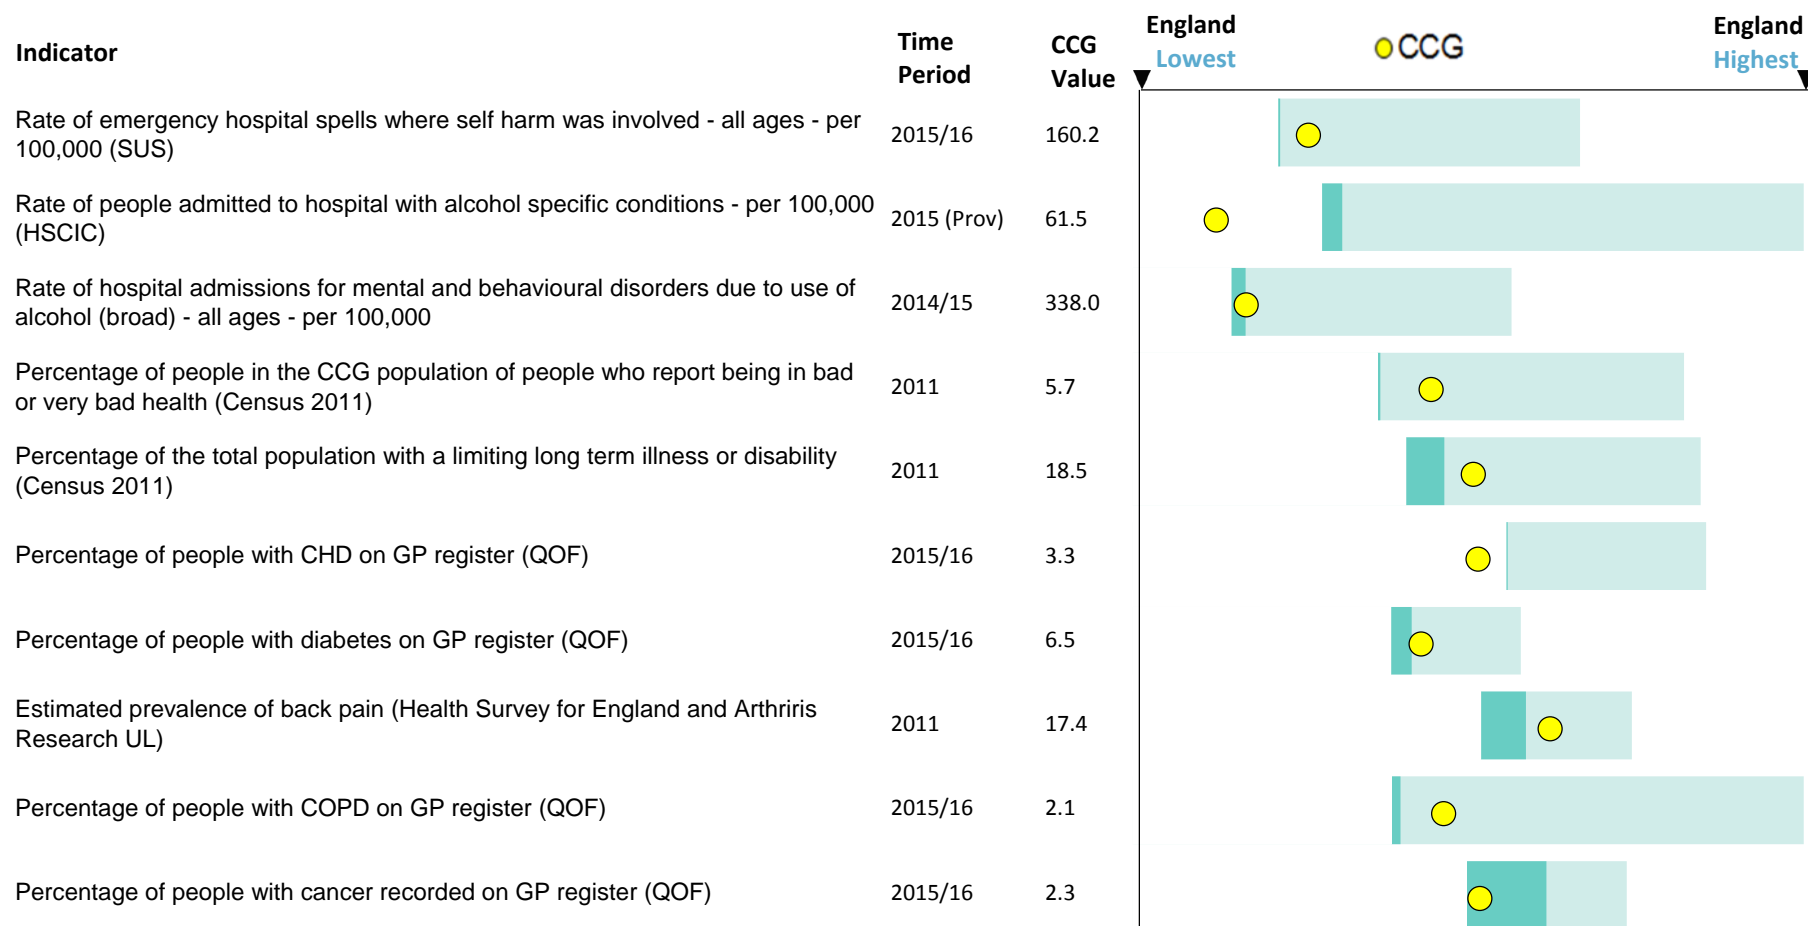 Indicator
Time Period
CCG Value
England Lowest
CCG
England Highest
Rate of emergency hospital spells where self harm was involved - all ages - per
100,000 (SUS)
2015/16
160.2
Rate of people admitted to hospital with alcohol specific conditions - per 100,000
(HSCIC)
2015 (Prov)
61.5
Rate of hospital admissions for mental and behavioural disorders due to use of
alcohol (broad) - all ages - per 100,000
2014/15
338.0
Percentage of people in the CCG population of people who report being in bad
or very bad health (Census 2011)
2011
5.7
Percentage of the total population with a limiting long term illness or disability
(Census 2011)
2011
18.5
Percentage of people with CHD on GP register (QOF)
2015/16
3.3
Percentage of people with diabetes on GP register (QOF)
2015/16
6.5
Estimated prevalence of back pain (Health Survey for England and Arthriris
Research UL)
2011
17.4
Percentage of people with COPD on GP register (QOF)
2015/16
2.1
Percentage of people with cancer recorded on GP register (QOF)
2015/16
2.3